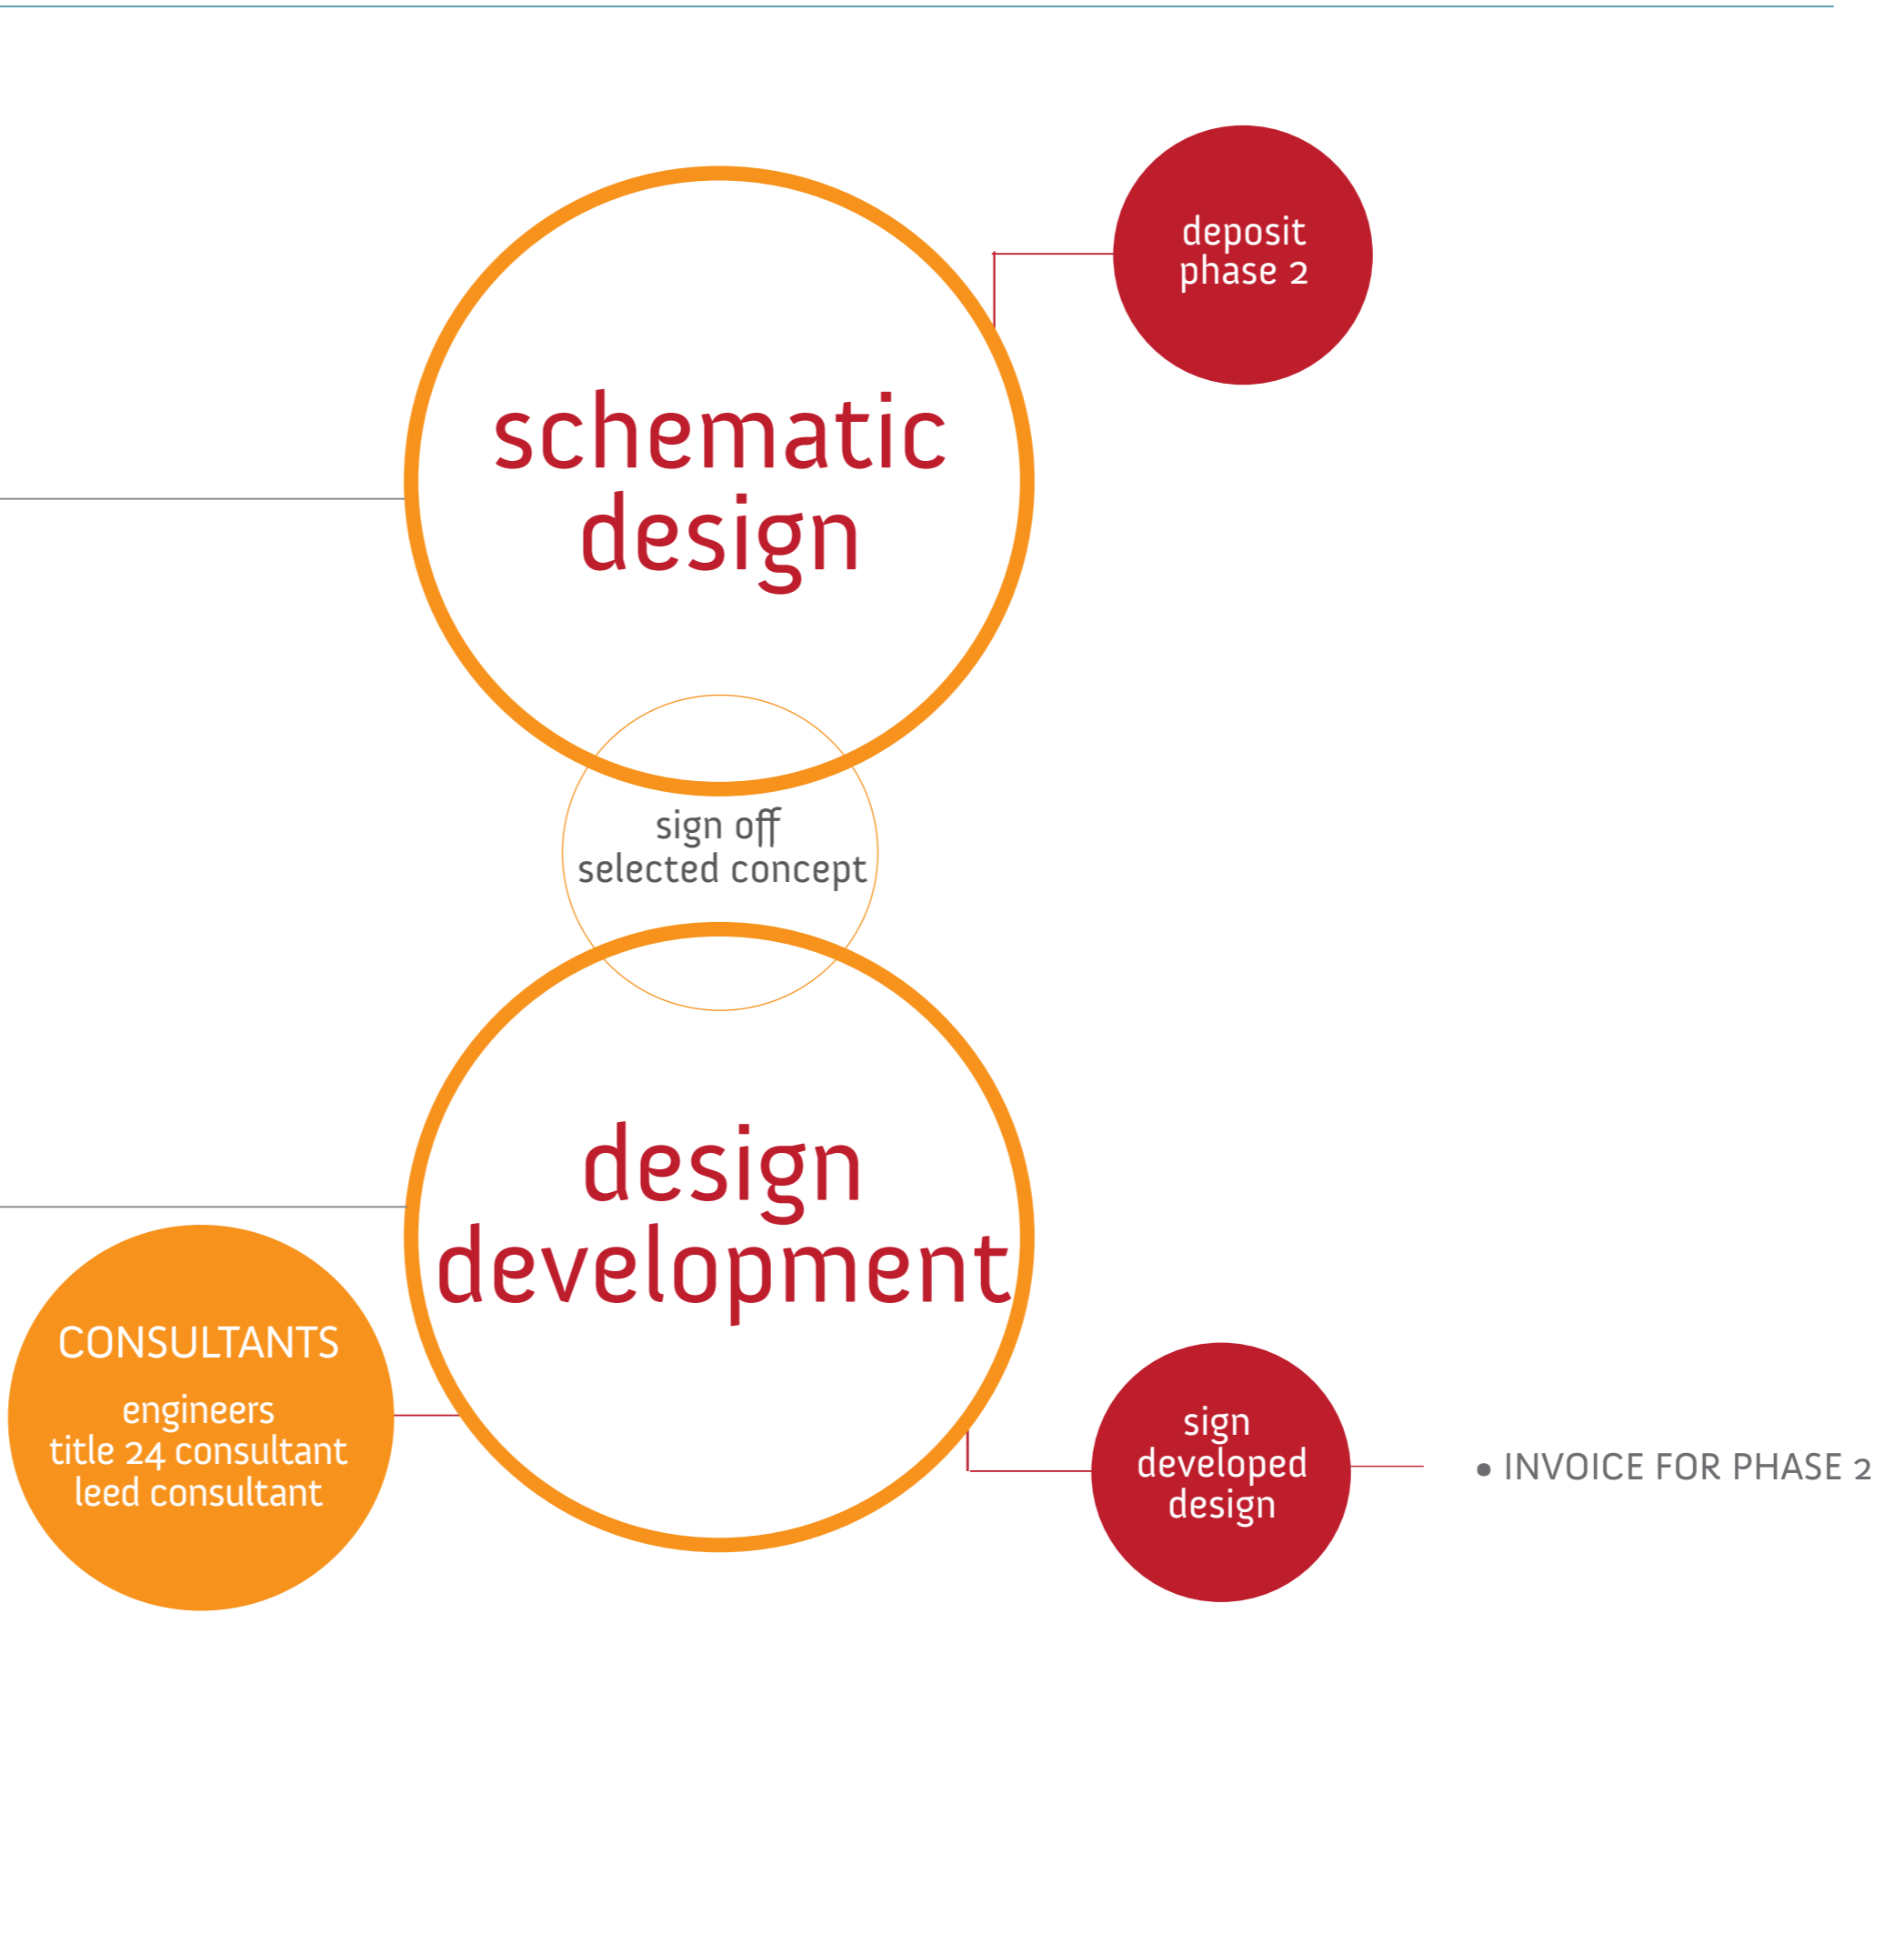 deposit
phase 2
schematic
design
sign off
selected concept
design
development
CONSULTANTS
engineers
title 24 consultant
leed consultant
sign
developed
design
• INVOICE FOR PHASE 2